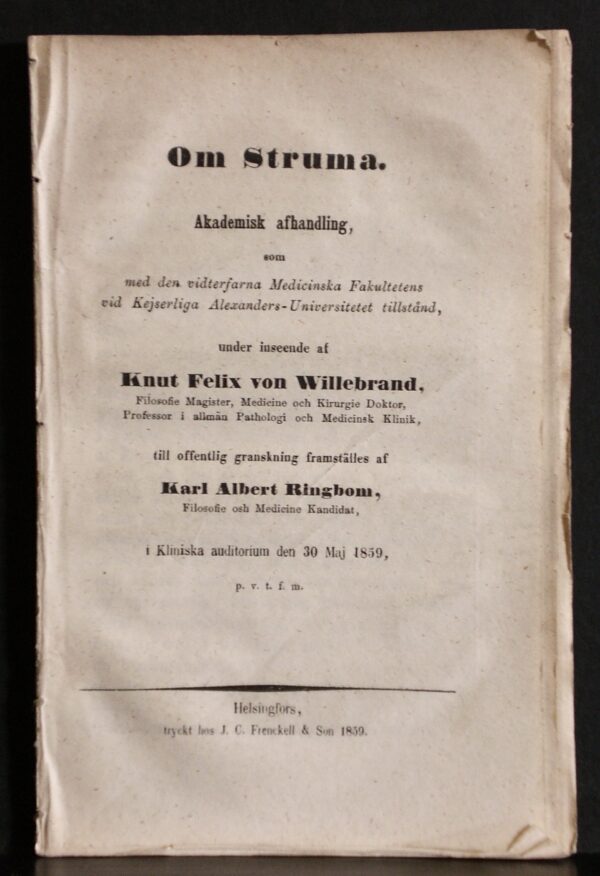 Om Struma.
Akademisk afhandling,
som
med den vidterfarna Medicinska Fakultetens
vid Kejserliga Alexanders-Universitetet tillstånd,
under inseende af
Knut Felix von Willebrand,
Filosofie Magister, Medicine och Kirurgie Doktor,
Professor i allmän Pathologi och Medicinsk Klinik,
till offentlig granskning framställes af
Karl Albert Ringbom,
Filosofie osh Medicine Kandidat,
i Kliniska auditorium den 30 Maj 1859,
p. v. t. f. m.
Helsingfors,
tryckt hos J. C. Frenckell & Son 1859.